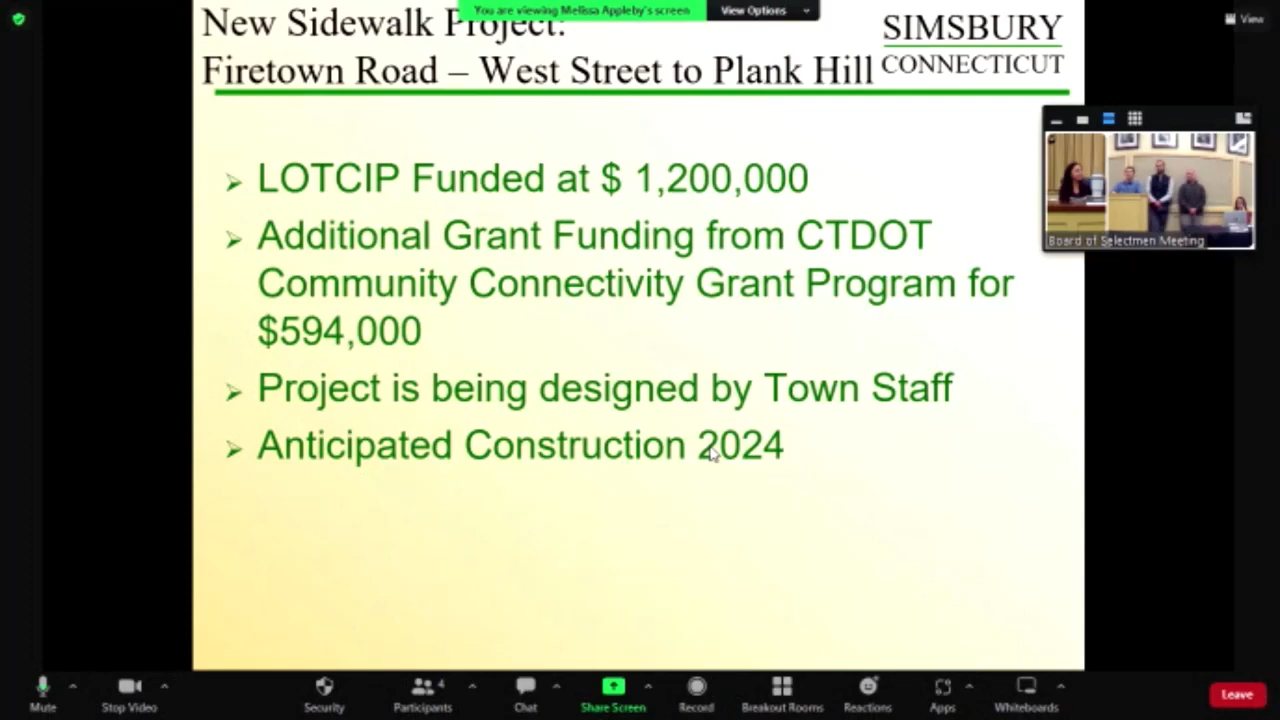 You are viewing Melissa Appleby's screen
View Options
View
New Sidewalk Project:
Firetown Road – West Street to Plank Hill
SIMSBURY
CONNECTICUT
LOTCIP Funded at $ 1,200,000
Additional Grant Funding from CTDOT
Community Connectivity Grant Program for
$594,000
Project is being designed by Town Staff
Anticipated Construction 2024
Board of Selectmen Meeting
Mute
Stop Video
Security
4
Participants
Chat
Share Screen
Record
Breakout Rooms
Reactions
Apps
Whiteboards
Leave